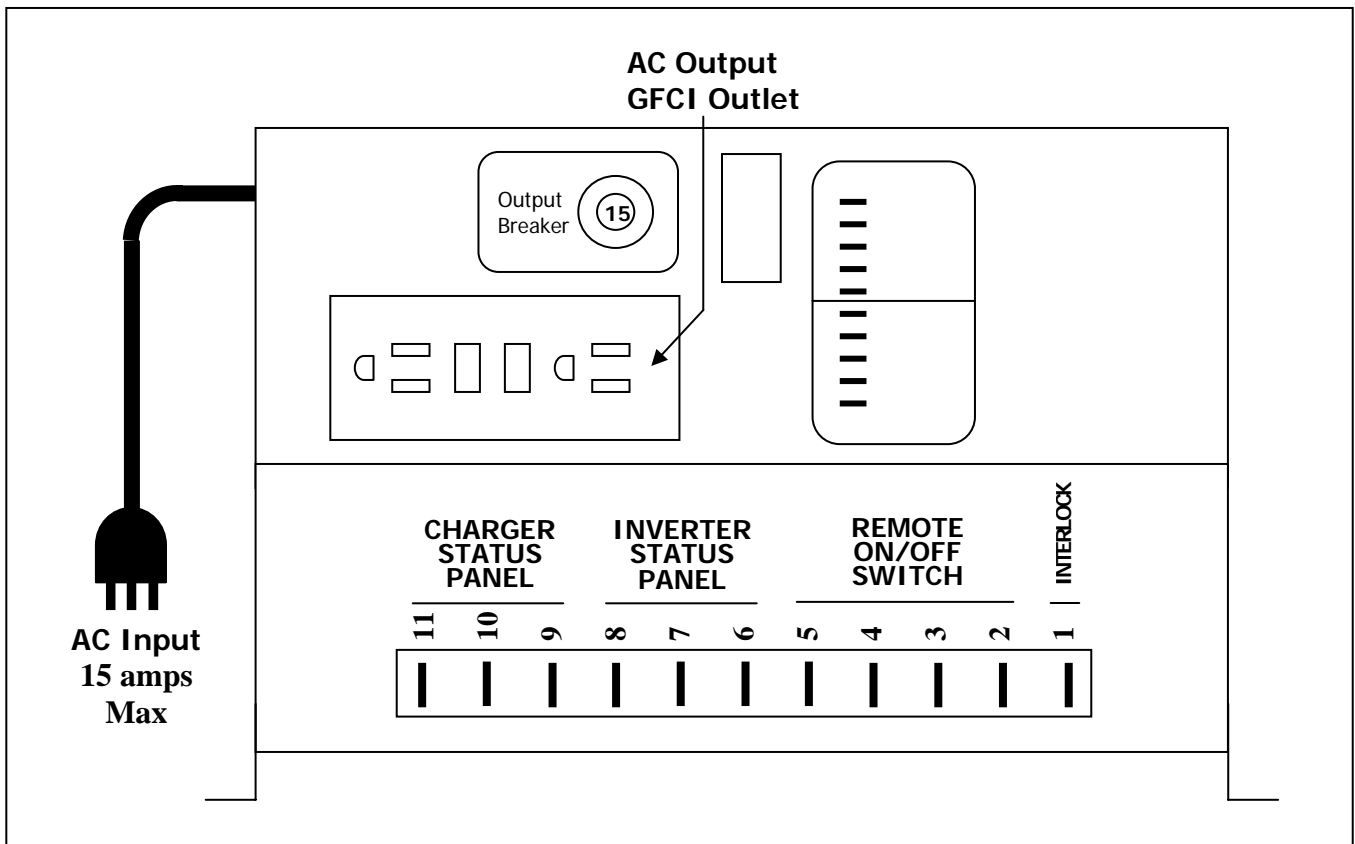 AC Output
GFCI Outlet
Output
Breaker
15
CHARGER
STATUS
PANEL
INVERTER
STATUS
PANEL
REMOTE
ON/OFF
SWITCH
INTERLOCK
11 10 9 8 7 6 5 4 3 2 1
AC Input
15 amps
Max